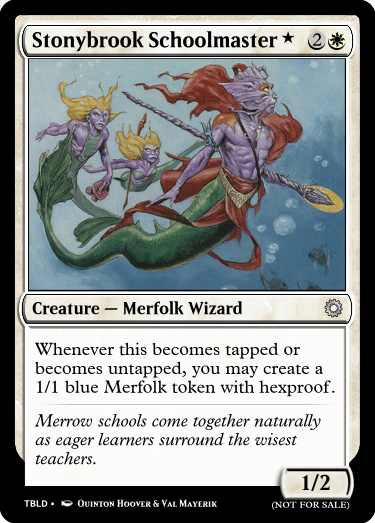 Stonybrook Schoolmaster ★ 2
Creature — Merfolk Wizard
Whenever this becomes tapped or
becomes untapped, you may create a
1/1 blue Merfolk token with hexproof.
Merrow schools come together naturally
as eager learners surround the wisest
teachers.
1/2
TBLD • Quinton Hoover & Val Mayerik
(NOT FOR SALE)